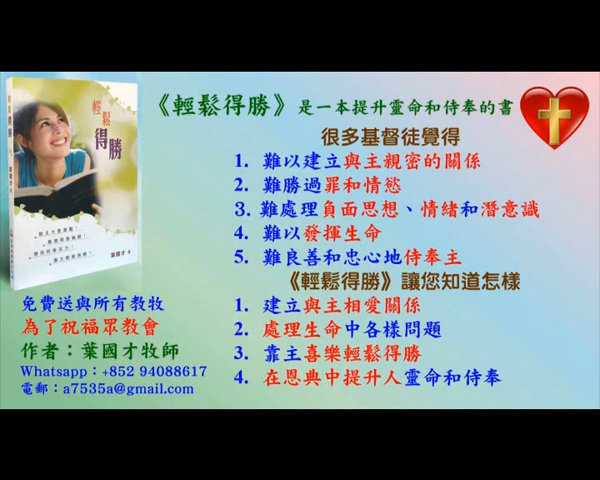 《輕鬆得勝》是一本提升靈命和侍奉的書
很多基督徒覺得
1. 難以建立與主親密的關係
2. 難勝過罪和情慾
3. 難處理負面思想、情緒和潛意識
4. 難以發揮生命
5. 難良善和忠心地侍奉主
《輕鬆得勝》讓您知道怎樣
1. 建立與主相愛關係
2. 處理生命中各樣問題
3. 靠主喜樂輕鬆得勝
4. 在恩典中提升人靈命和侍奉
輕鬆
得勝
輕鬆得勝
葉國才 著
免費送與所有教牧
為了祝福眾教會
作者：葉國才牧師
Whatsapp：+852 94088617
電郵：a7535a@gmail.com